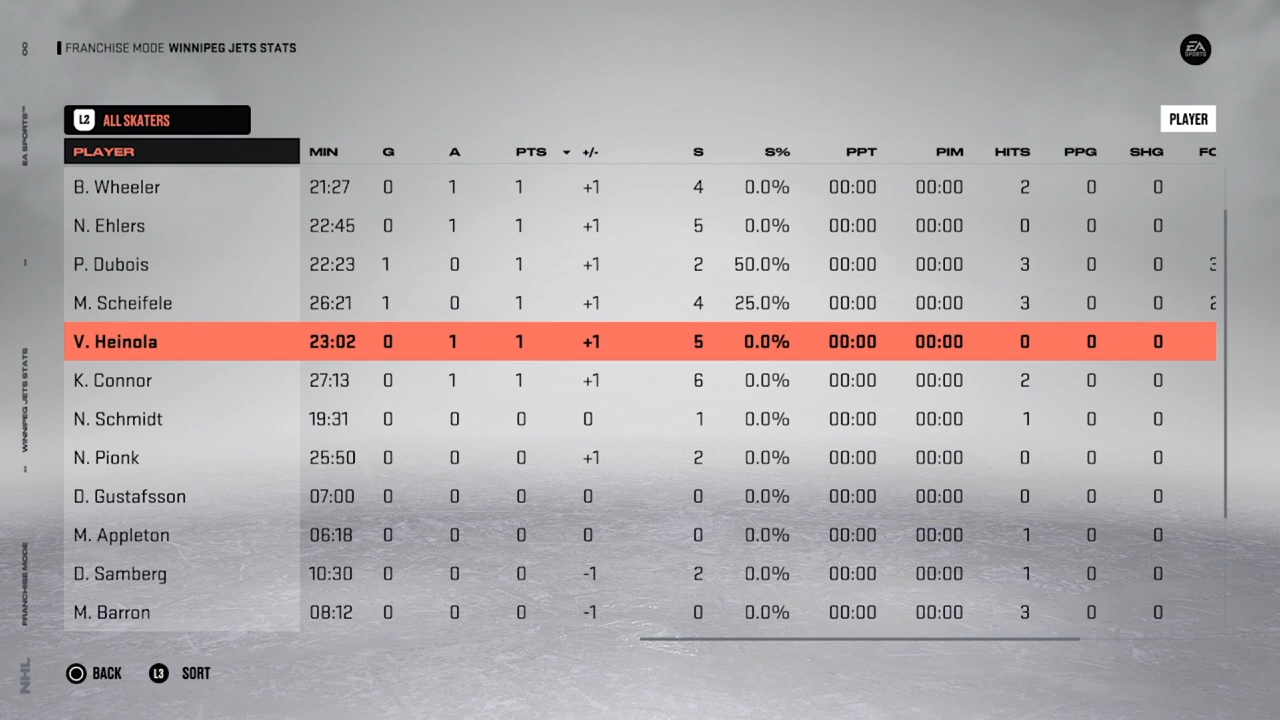 FRANCHISE MODE WINNIPEG JETS STATS
EA SPORTS
L2 ALL SKATERS
PLAYER
PLAYER MIN G A PTS +/- S S% PPT PIM HITS PPG SHG
B. Wheeler 21:27 0 1 1 +1 4 0.0% 00:00 00:00 2 0 0
N. Ehlers 22:45 0 1 1 +1 5 0.0% 00:00 00:00 0 0 0
P. Dubois 22:23 1 0 1 +1 2 50.0% 00:00 00:00 3 0 0
M. Scheifele 26:21 1 0 1 +1 4 25.0% 00:00 00:00 3 0 0
V. Heinola 23:02 0 1 1 +1 5 0.0% 00:00 00:00 0 0 0
K. Connor 27:13 0 1 1 +1 6 0.0% 00:00 00:00 2 0 0
N. Schmidt 19:31 0 0 0 0 1 0.0% 00:00 00:00 1 0 0
N. Pionk 25:50 0 0 0 +1 2 0.0% 00:00 00:00 0 0 0
D. Gustafsson 07:00 0 0 0 0 0 0.0% 00:00 00:00 0 0 0
M. Appleton 06:18 0 0 0 0 0 0.0% 00:00 00:00 1 0 0
D. Samberg 10:30 0 0 0 -1 2 0.0% 00:00 00:00 1 0 0
M. Barron 08:12 0 0 0 -1 0 0.0% 00:00 00:00 3 0 0
BACK L3 SORT
NHL FRANCHISE MODE » WINNIPEG JETS STATS » EA SPORTS™